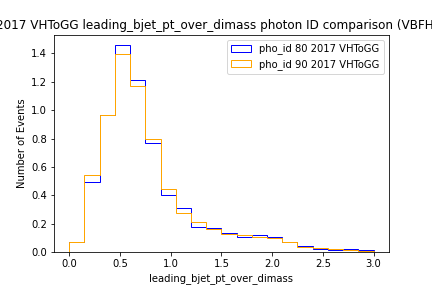 2017 VHToGG leading_bjet_pt_over_dimass photon ID comparison (VBFH
pho_id 80 2017 VHToGG
pho_id 90 2017 VHToGG
Number of Events
1.4
1.2
1.0
0.8
0.6
0.4
0.2
0.0
0.0 0.5 1.0 1.5 2.0 2.5 3.0
leading_bjet_pt_over_dimass